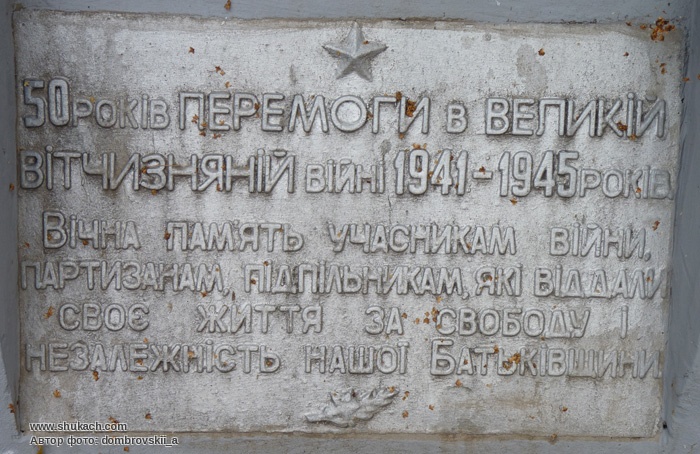 50 РОКІВ ПЕРЕМОГИ В ВЕЛИКІЙ
ВІТЧИЗНЯНІЙ ВІЙНІ 1941-1945 РОКІВ
ВІЧНА ПАМ'ЯТЬ УЧАСНИКАМ ВІЙНИ,
ПАРТИЗАНАМ, ПІДПІЛЬНИКАМ, ЯКІ ВІДДАЛИ
СВОЄ ЖИТТЯ ЗА СВОБОДУ І
НЕЗАЛЕЖНІСТЬ НАШОЇ БАТЬКІВЩИНИ
www.shukach.com
Автор фото: dombrovskii_a